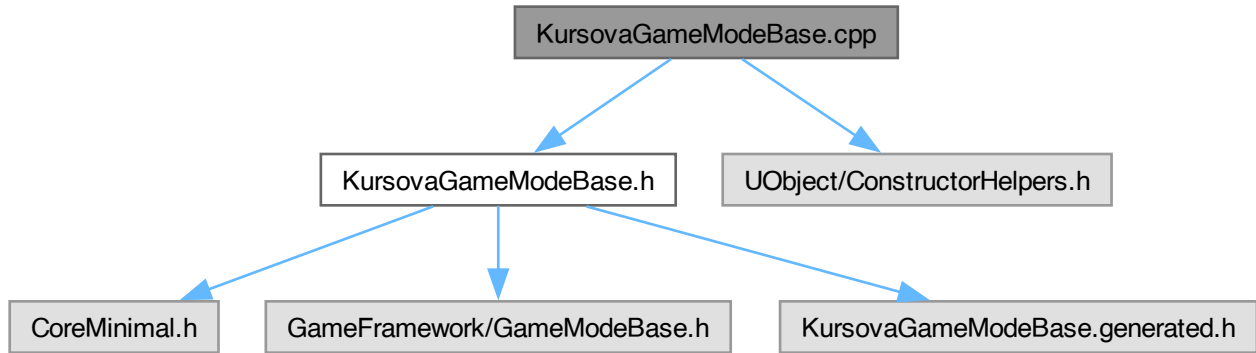 KursovaGameModeBase.cpp
KursovaGameModeBase.h
UObject/ConstructorHelpers.h
CoreMinimal.h
GameFramework/GameModeBase.h
KursovaGameModeBase.generated.h